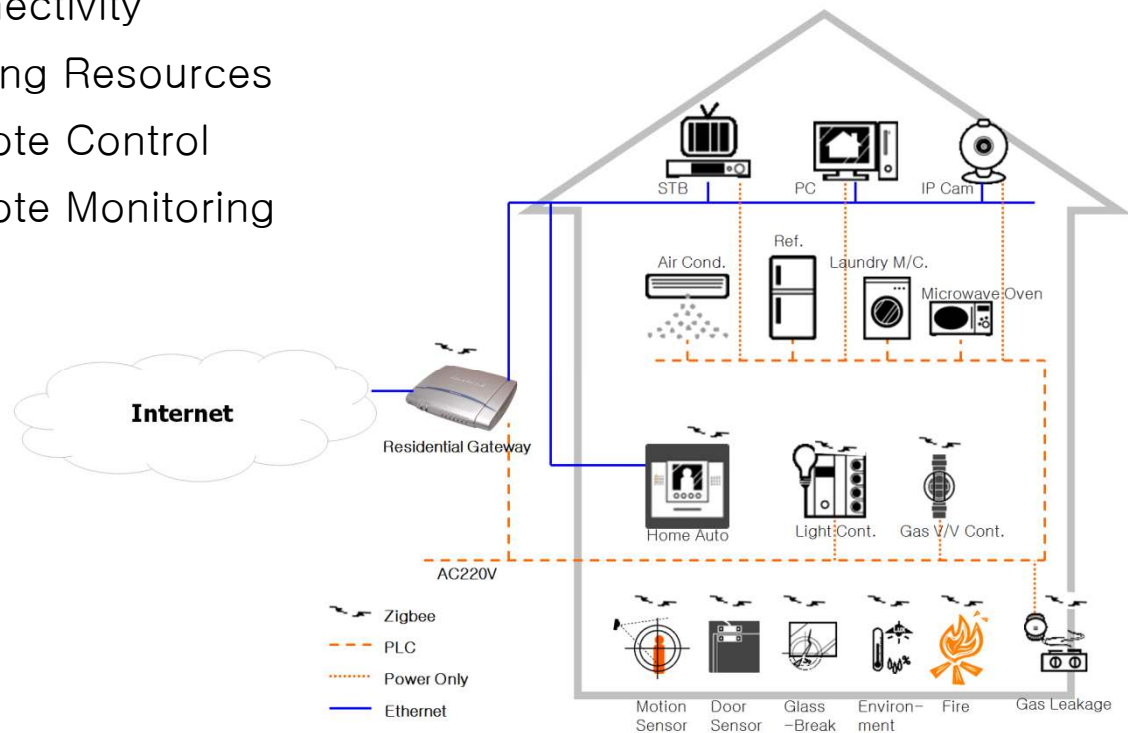 nectivity
ing Resources
ote Control
ote Monitoring
STB
PC
IP Cam
Ref.
Air Cond.
Laundry M/C.
Microwave Oven
Internet
Residential Gateway
Home Auto
Light Cont.
Gas V/V Cont.
AC220V
Zigbee
PLC
Power Only
Ethernet
Motion
Sensor
Door
Sensor
Glass
-Break
Environ-
ment
Fire
Gas Leakage